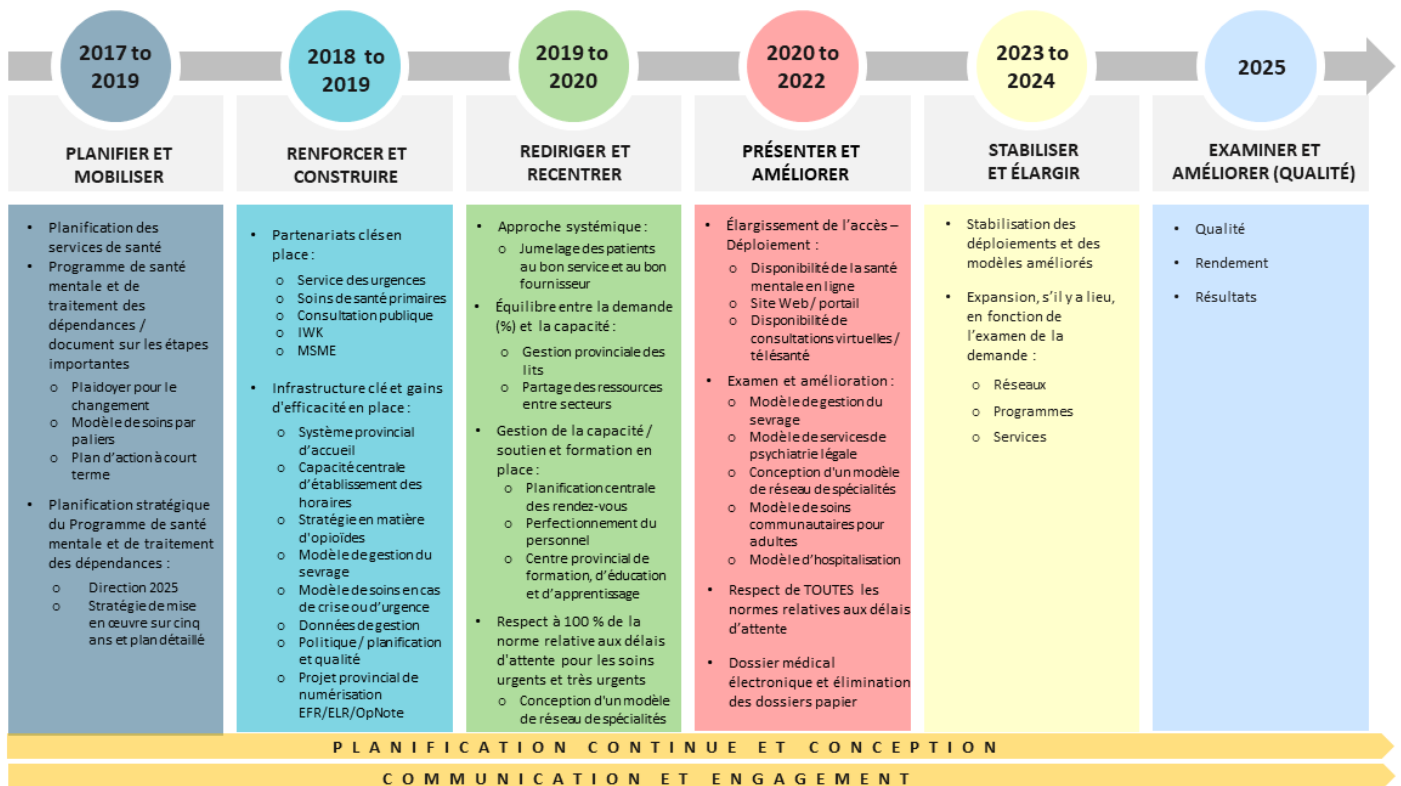 2017 to
2019
PLANIFIER ET
MOBILISER
• Planification des
services de santé
• Programme de santé
mentale et de
traitement des
dépendances /
document sur les étapes
importantes
o Plaidoyer pour le
changement
o Modèle de soins par
paliers
o Plan d'action à court
terme
• Planification stratégique
du Programme de santé
mentale et de traitement
des dépendances :
o Direction 2025
o Stratégie de mise
en œuvre sur cinq
ans et plan détaillé
2018 to
2019
RENFORCER ET
CONSTRUIRE
• Partenariats clés en
place :
o Service des urgences
o Soins de santé primaires
o Consultation publique
o IWK
o MSME
• Infrastructure clé et gains
d'efficacité en place :
o Système provincial
d'accueil
o Capacité centrale
d'établissement des
horaires
o Stratégie en matière
d'opioïdes
o Modèle de gestion du
sevrage
o Modèle de soins en cas
de crise ou d'urgence
o Données de gestion
o Politique / planification
et qualité
o Projet provincial de
numérisation
EFR/ELR/OpNote
2019 to
2020
REDIRIGER ET
RECENTRER
• Approche systémique :
o Jumelage des patients
au bon service et au bon
fournisseur
• Équilibre entre la demande
(%) et la capacité :
o Gestion provinciale des
lits
o Partage des ressources
entre secteurs
• Gestion de la capacité /
soutien et formation en
place :
o Planification centrale
des rendez-vous
o Perfectionnement du
personnel
o Centre provincial de
formation, d'éducation
et d'apprentissage
• Respect à 100 % de la
norme relative aux délais
d'attente pour les soins
urgents et très urgents
o Conception d'un modèle
de réseau de spécialités
2020 to
2022
PRÉSENTER ET
AMÉLIORER
• Élargissement de l'accès –
Déploiement :
o Disponibilité de la santé
mentale en ligne
o Site Web / portail
o Disponibilité de
consultations virtuelles /
télésanté
• Examen et amélioration :
o Modèle de gestion du
sevrage
o Modèle de services de
psychiatrie légale
o Conception d'un modèle
de réseau de spécialités
o Modèle de soins
communautaires pour
adultes
o Modèle d'hospitalisation
• Respect de TOUTES les
normes relatives aux délais
d'attente
• Dossier médical
électronique et élimination
des dossiers papier
2023 to
2024
STABILISER
ET ÉLARGIR
• Stabilisation des
déploiements et des
modèles améliorés
• Expansion, s'il y a lieu,
en fonction de
l'examen de la
demande :
o Réseaux
o Programmes
o Services
2025
EXAMINER ET
AMÉLIORER (QUALITÉ)
• Qualité
• Rendement
• Résultats
PLANIFICATION CONTINUE ET CONCEPTION
COMMUNICATION ET ENGAGEMENT